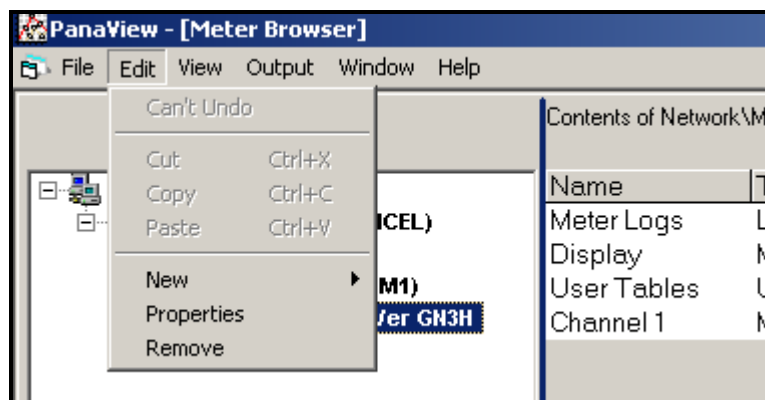 PanaView - [Meter Browser]
File Edit View Output Window Help
Can't Undo
Cut Ctrl+X
Copy Ctrl+C
Paste Ctrl+V
New
Properties
Remove
ICEL)
M1)
Ver GN3H
Contents of Network\M
Name T
Meter Logs L
Display M
User Tables U
Channel 1 M